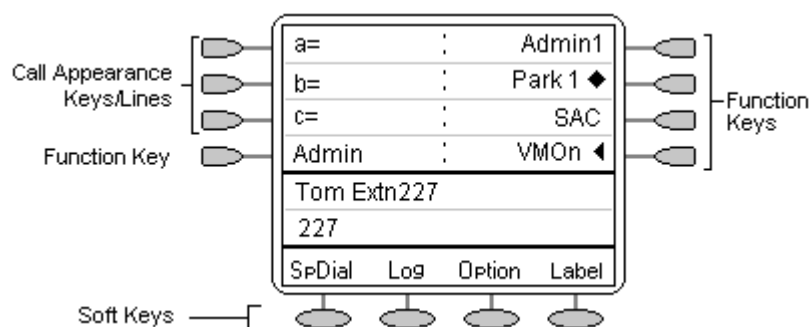 a= Admin1
Call Appearance Keys/Lines
b= Park 1 ◆
c= SAC
Function Keys
Function Key
Admin VMOn ◀
Tom Extn227
227
SpDial Log Option Label
Soft Keys